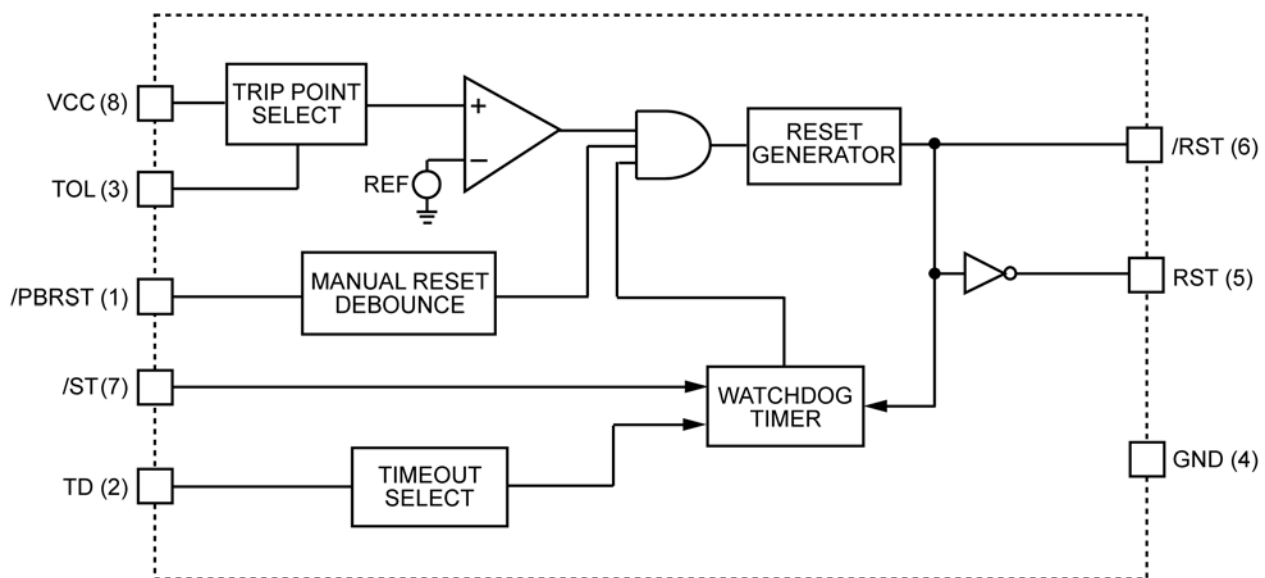 VCC (8)
TRIP POINT
SELECT
+
−
REF
TOL (3)
RESET
GENERATOR
/RST (6)
/PBRST (1)
MANUAL RESET
DEBOUNCE
RST (5)
/ST (7)
WATCHDOG
TIMER
TD (2)
TIMEOUT
SELECT
GND (4)